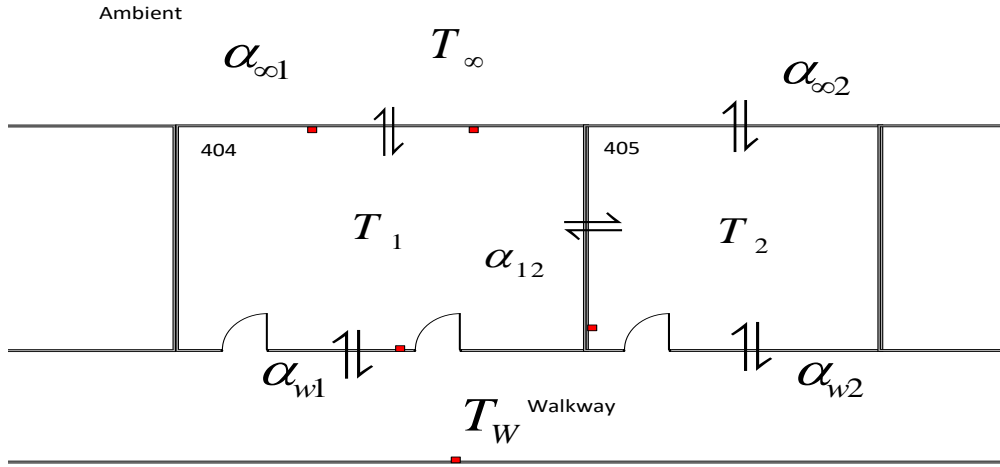 Ambient
α∞1
T∞
α∞2
404
405
T1
α12
T2
αw1
αw2
TW
Walkway